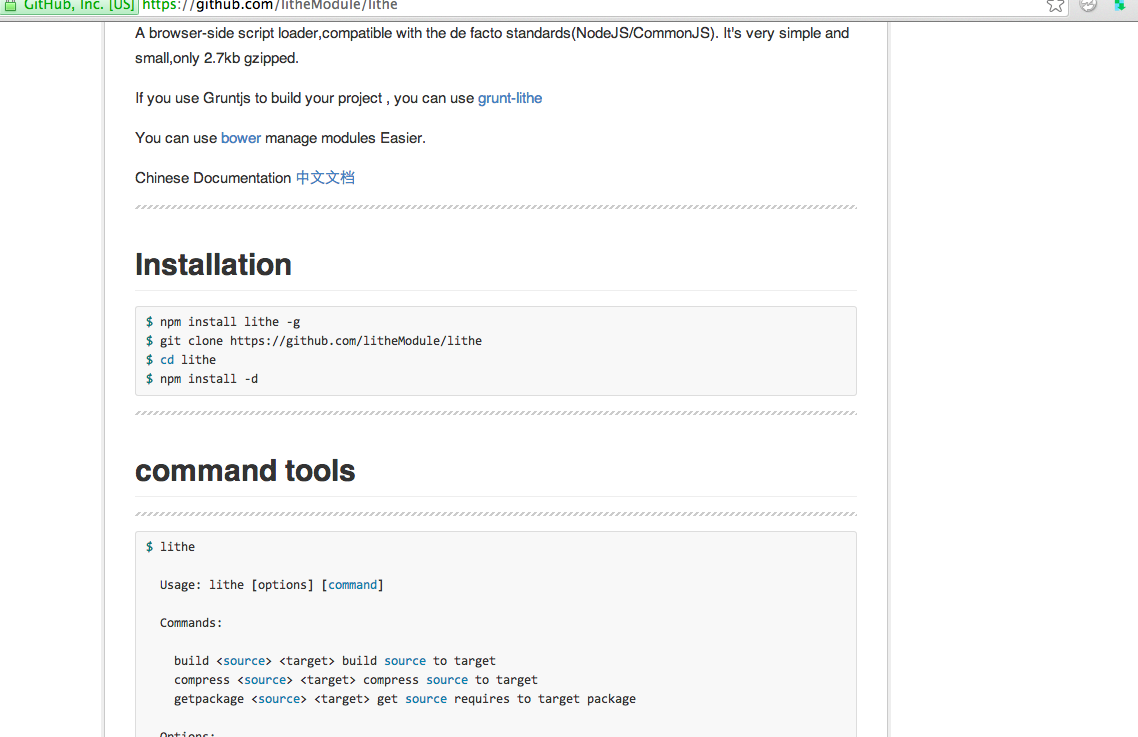 GitHub, Inc. [US] https://github.com/litheModule/lithe
A browser-side script loader,compatible with the de facto standards(NodeJS/CommonJS). It's very simple and
small,only 2.7kb gzipped.
If you use Gruntjs to build your project , you can use grunt-lithe
You can use bower manage modules Easier.
Chinese Documentation 中文文档
Installation
$ npm install lithe -g
$ git clone https://github.com/litheModule/lithe
$ cd lithe
$ npm install -d
command tools
$ lithe
Usage: lithe [options] [command]
Commands:
build <source> <target> build source to target
compress <source> <target> compress source to target
getpackage <source> <target> get source requires to target package
Options: